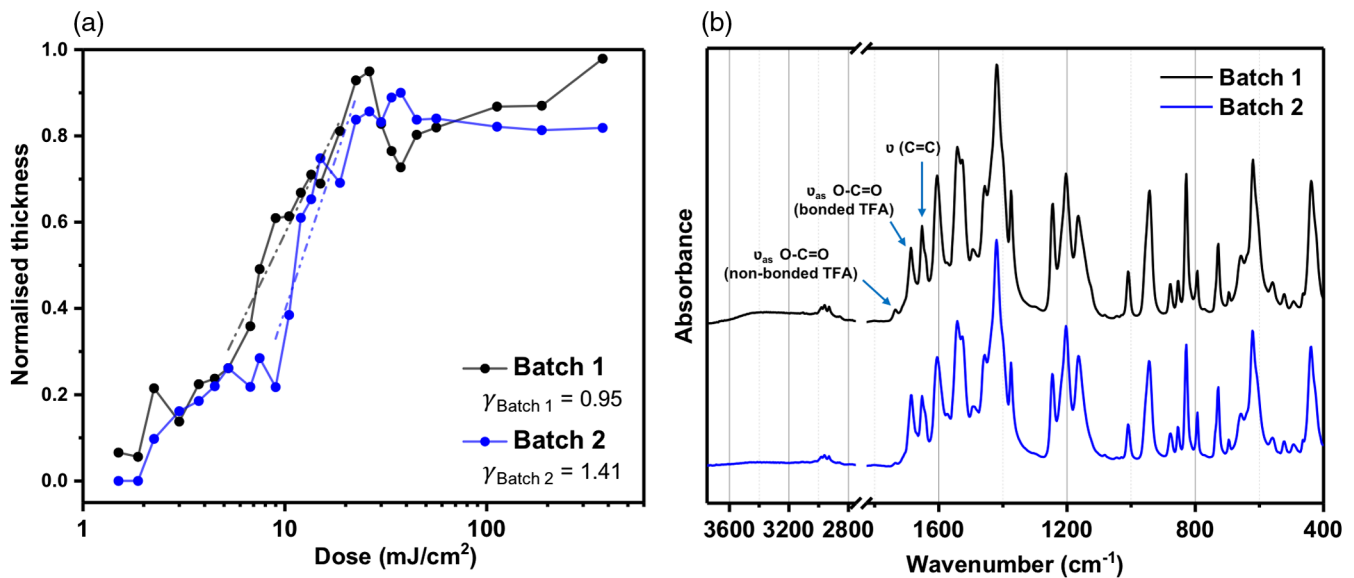 (a)
1.0
0.8
0.6
0.4
0.2
0.0
Normalised thickness
1
10
100
Dose (mJ/cm²)
Batch 1
γBatch 1 = 0.95
Batch 2
γBatch 2 = 1.41
(b)
Absorbance
Batch 1
Batch 2
υ (C=C)
υas O-C=O
(bonded TFA)
υas O-C=O
(non-bonded TFA)
3600
3200
2800
1600
1200
800
400
Wavenumber (cm⁻¹)